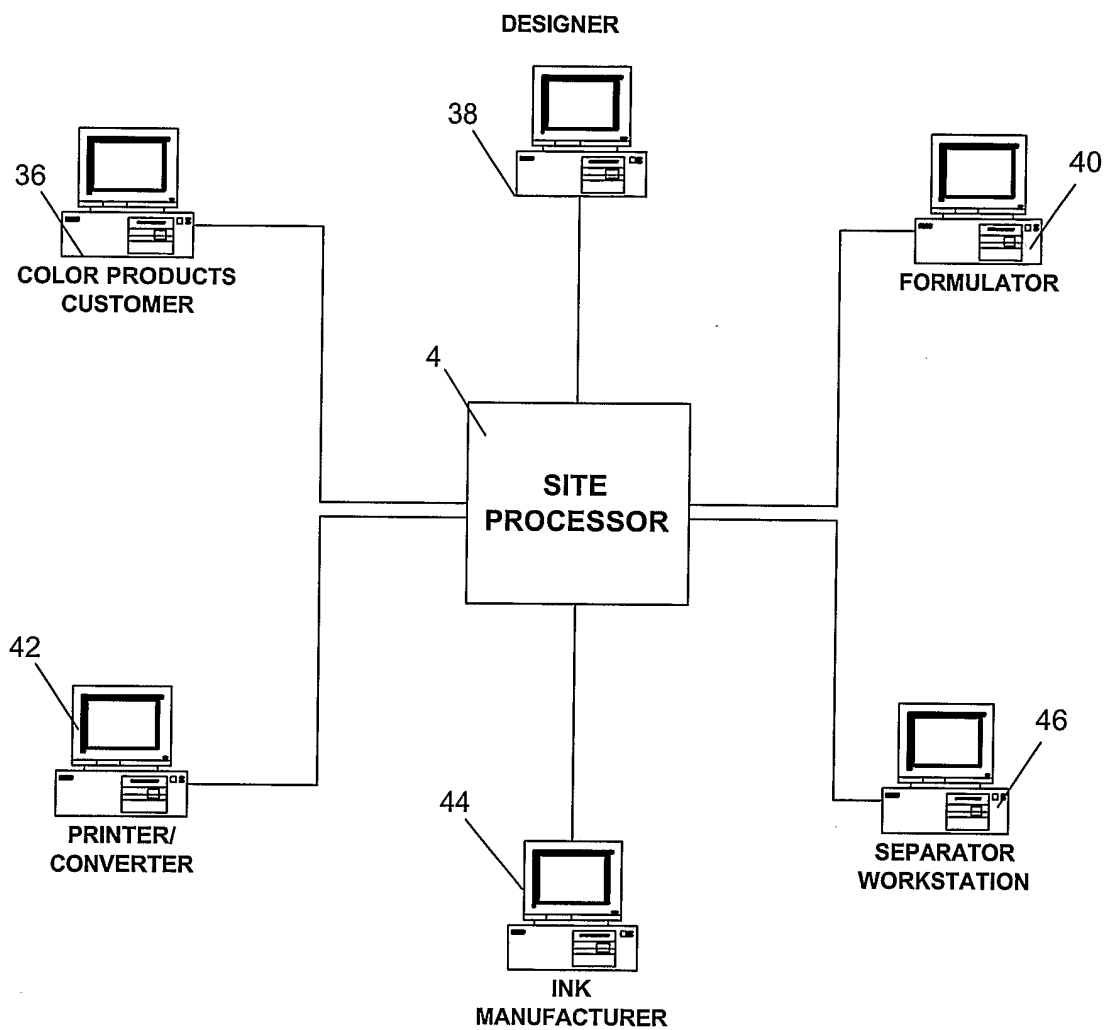 DESIGNER
38
36
40
COLOR PRODUCTS
CUSTOMER
FORMULATOR
4
SITE
PROCESSOR
42
46
PRINTER/
CONVERTER
44
SEPARATOR
WORKSTATION
INK
MANUFACTURER